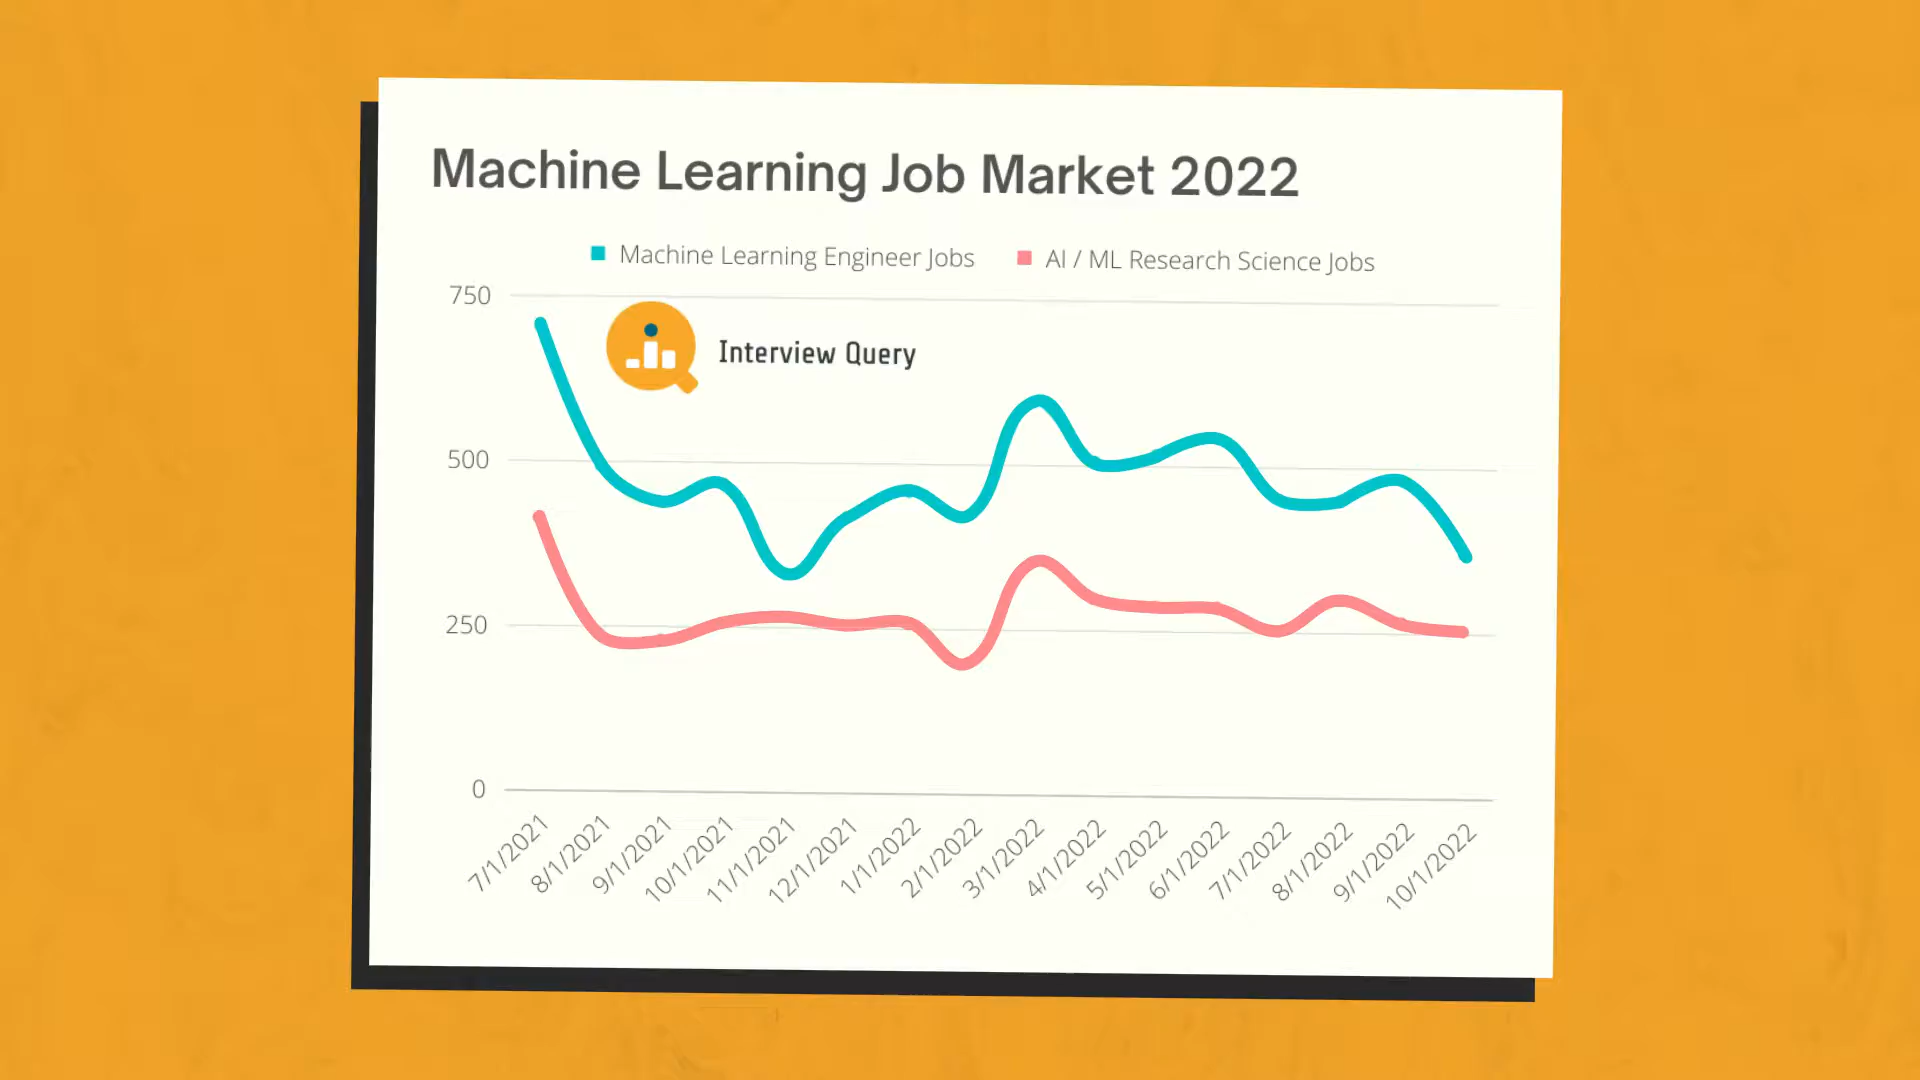 Machine Learning Job Market 2022
Machine Learning Engineer Jobs AI / ML Research Science Jobs
750
Interview Query
500
250
0
7/1/2021 8/1/2021 9/1/2021 10/1/2021 11/1/2021 12/1/2021 1/1/2022 2/1/2022 3/1/2022 4/1/2022 5/1/2022 6/1/2022 7/1/2022 8/1/2022 9/1/2022 10/1/2022